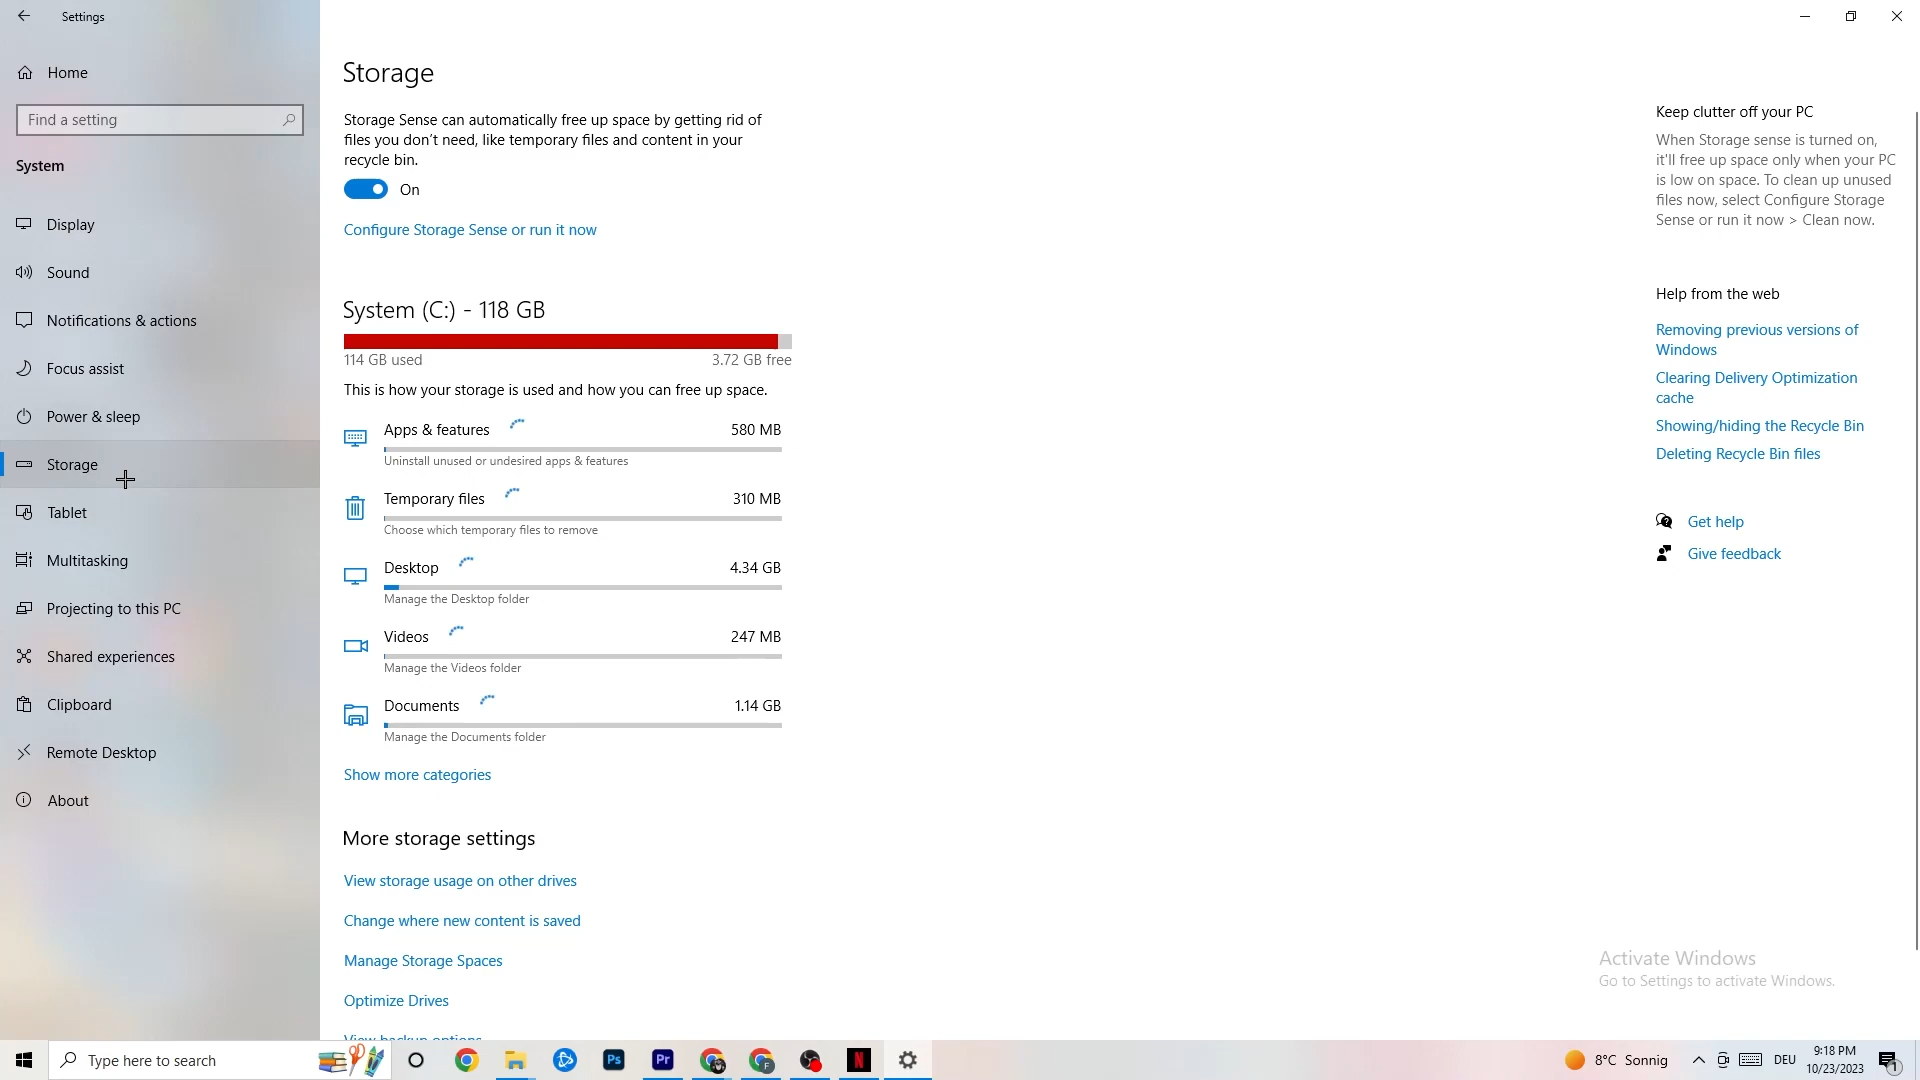 Settings
Home
Find a setting
System
Display
Sound
Notifications & actions
Focus assist
Power & sleep
Storage
Tablet
Multitasking
Projecting to this PC
Shared experiences
Clipboard
Remote Desktop
About
Storage
Storage Sense can automatically free up space by getting rid of
files you don't need, like temporary files and content in your
recycle bin.
On
Configure Storage Sense or run it now
System (C:) - 118 GB
114 GB used
3.72 GB free
This is how your storage is used and how you can free up space.
Apps & features
580 MB
Uninstall unused or undesired apps & features
Temporary files
310 MB
Choose which temporary files to remove
Desktop
4.34 GB
Manage the Desktop folder
Videos
247 MB
Manage the Videos folder
Documents
1.14 GB
Manage the Documents folder
Show more categories
More storage settings
View storage usage on other drives
Change where new content is saved
Manage Storage Spaces
Optimize Drives
View backup options
Keep clutter off your PC
When Storage sense is turned on,
it'll free up space only when your PC
is low on space. To clean up unused
files now, select Configure Storage
Sense or run it now > Clean now.
Help from the web
Removing previous versions of
Windows
Clearing Delivery Optimization
cache
Showing/hiding the Recycle Bin
Deleting Recycle Bin files
Get help
Give feedback
Activate Windows
Go to Settings to activate Windows.
Type here to search
Ps
Pr
F
N
8°C Sonnig
DEU
9:18 PM
10/23/2023
1